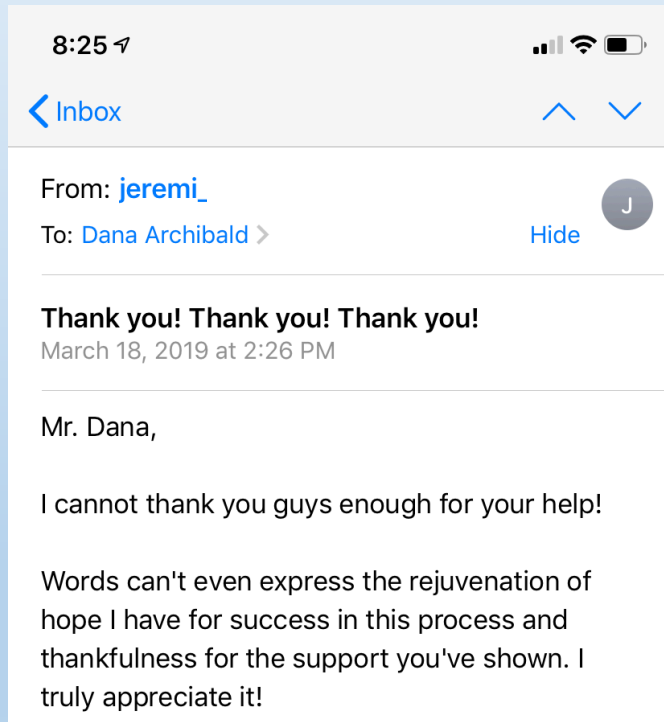 8:25
Inbox
From: jeremi_
J
To: Dana Archibald
Hide
Thank you! Thank you! Thank you!
March 18, 2019 at 2:26 PM
Mr. Dana,
I cannot thank you guys enough for your help!
Words can't even express the rejuvenation of
hope I have for success in this process and
thankfulness for the support you've shown. I
truly appreciate it!